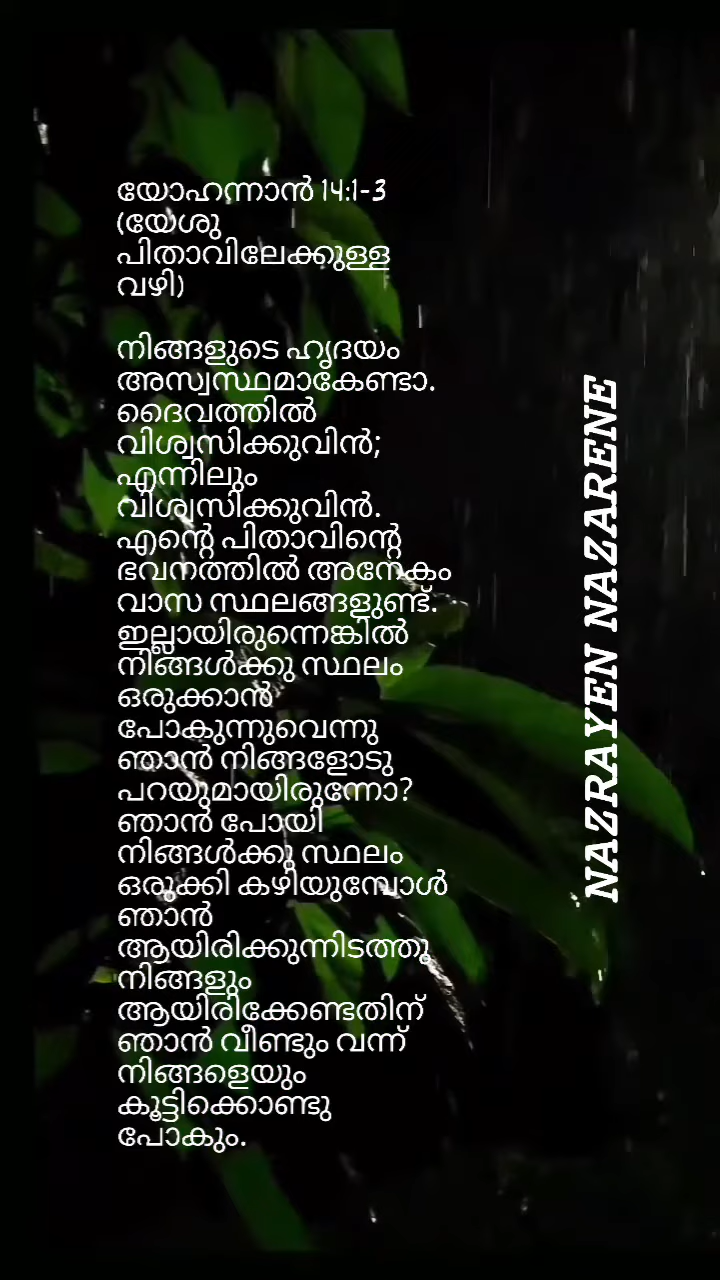 യോഹന്നാൻ 14:1-3
(യേശു
പിതാവിലേക്കുള്ള
വഴി)
നിങ്ങളുടെ ഹൃദയം
അസ്വസ്ഥമാകേണ്ടാ.
ദൈവത്തിൽ
വിശ്വസിക്കുവിൻ;
എന്നിലും
വിശ്വസിക്കുവിൻ.
എന്റെ പിതാവിന്റെ
ഭവനത്തിൽ അനേകം
വാസ സ്ഥലങ്ങളുണ്ട്.
ഇല്ലായിരുന്നെങ്കിൽ
നിങ്ങൾക്കു സ്ഥലം
ഒരുക്കാൻ
പോകുന്നുവെന്നു
ഞാൻ നിങ്ങളോടു
പറയുമായിരുന്നോ?
ഞാൻ പോയി
നിങ്ങൾക്കു സ്ഥലം
ഒരുക്കി കഴിയുമ്പോൾ
ഞാൻ
ആയിരിക്കുന്നിടത്തു
നിങ്ങളും
ആയിരിക്കേണ്ടതിന്
ഞാൻ വീണ്ടും വന്ന്
നിങ്ങളെയും
കൂട്ടിക്കൊണ്ടു
പോകും.
NAZRAYEN NAZARENE